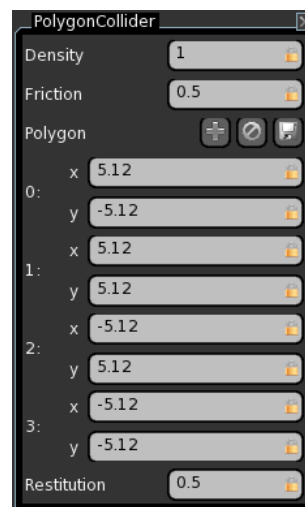 PolygonCollider
Density 1
Friction 0.5
Polygon
x 5.12
0:
y -5.12
x 5.12
1:
y 5.12
x -5.12
2:
y 5.12
x -5.12
3:
y -5.12
Restitution 0.5